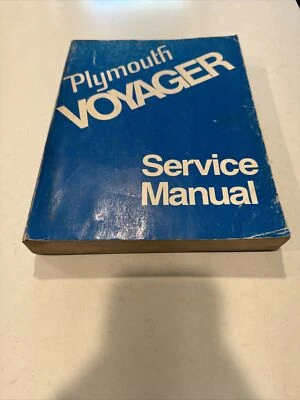 Plymouth
VOYAGER
Service
Manual